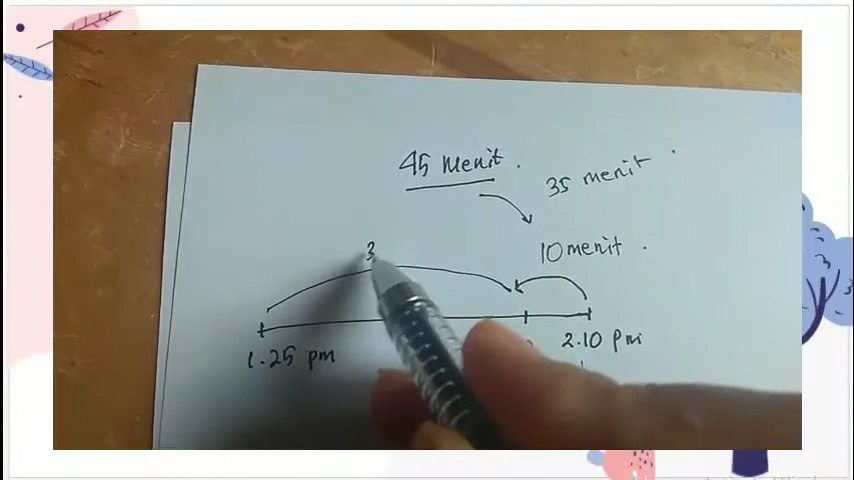 45 menit.
35 menit
10 menit.
3
1.25 pm
2.10 pm